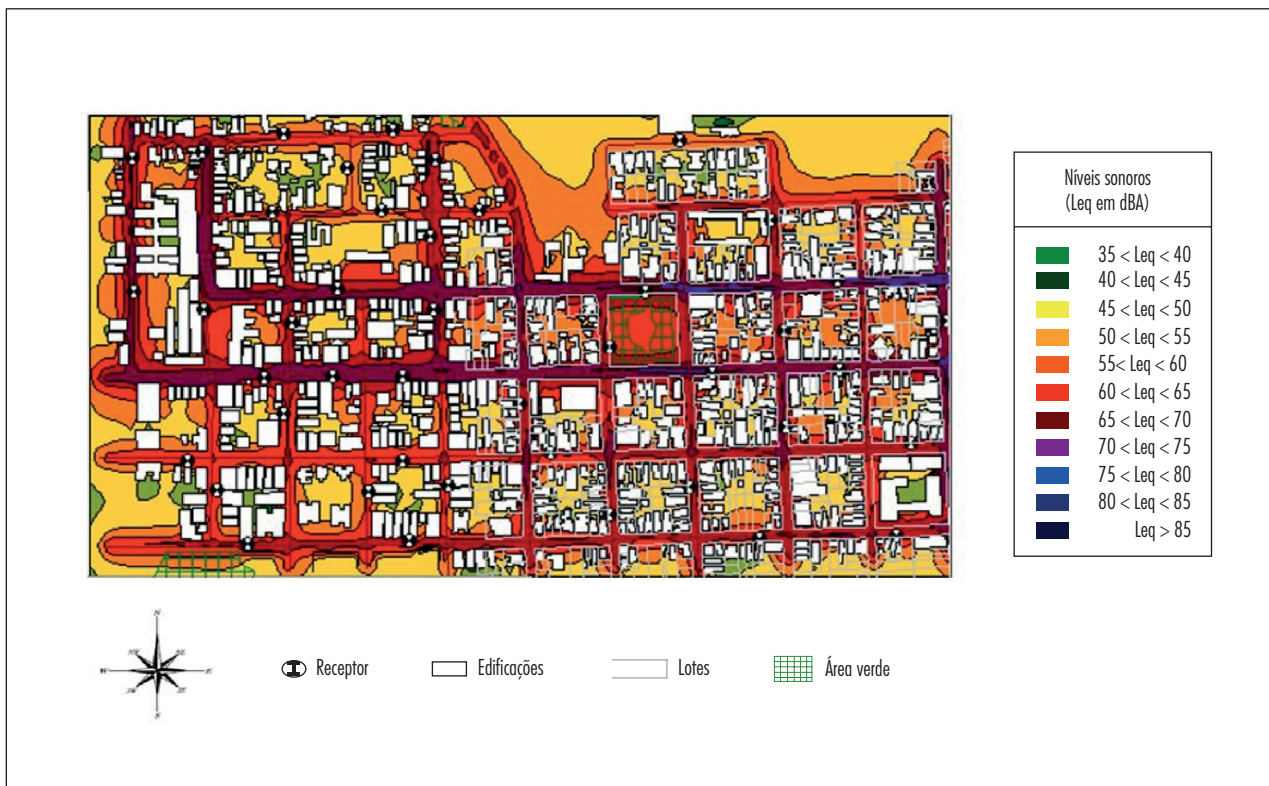 Níveis sonoros
(Leq em dBA)
35 < Leq < 40
40 < Leq < 45
45 < Leq < 50
50 < Leq < 55
55< Leq < 60
60 < Leq < 65
65 < Leq < 70
70 < Leq < 75
75 < Leq < 80
80 < Leq < 85
Leq > 85
N
S
Receptor
Edificações
Lotes
Área verde